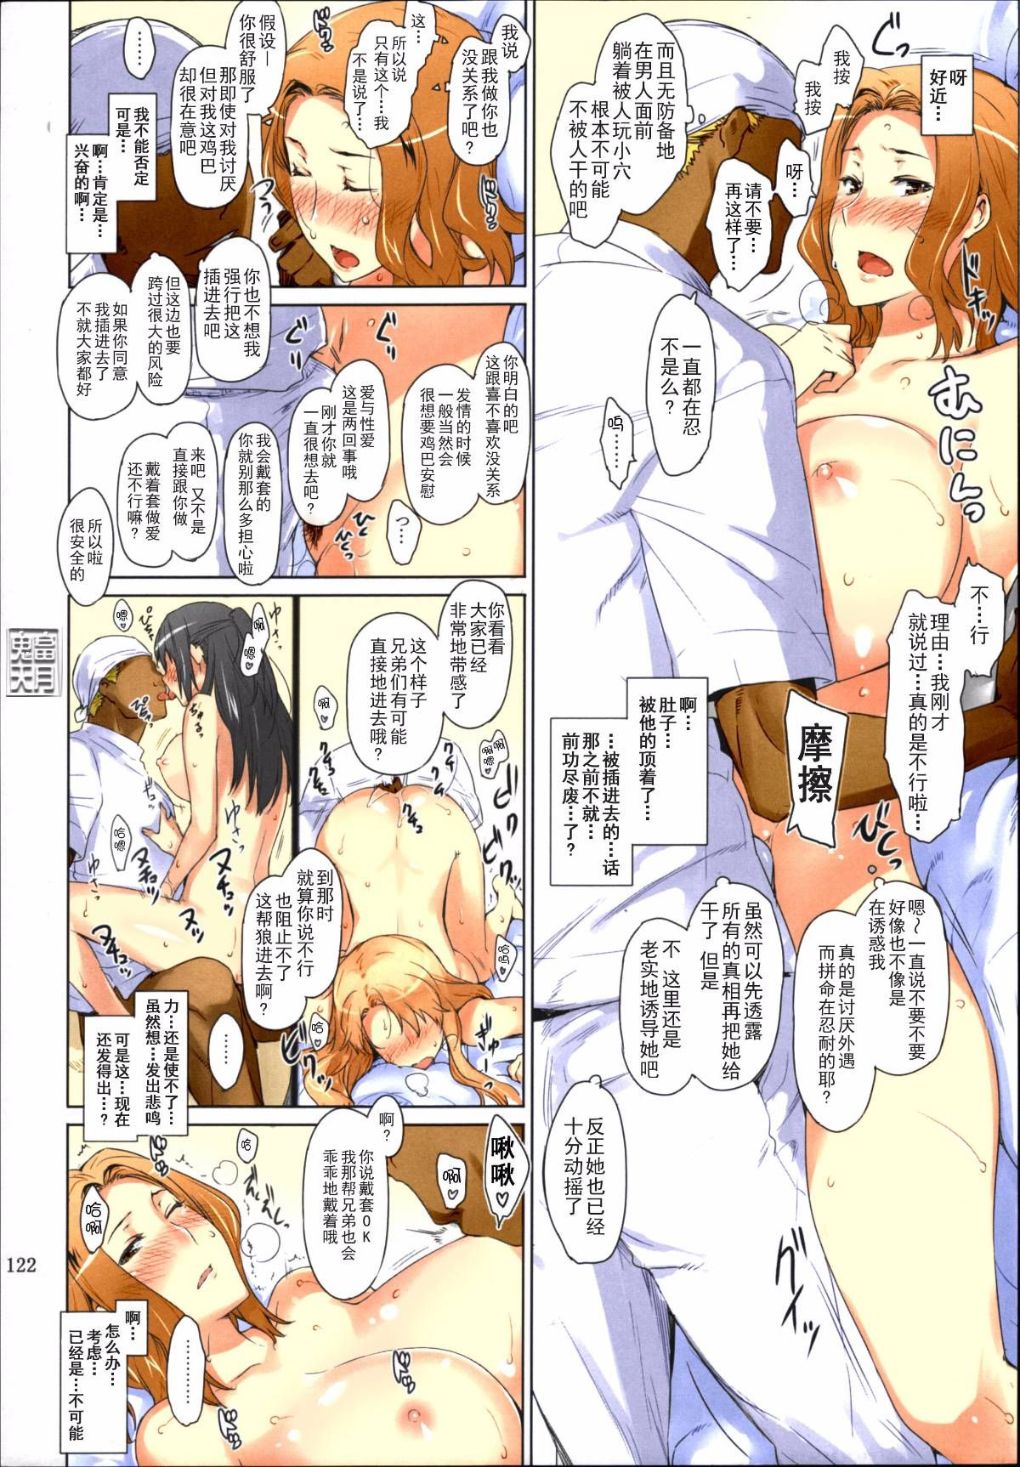 呀
好近…
我按
我按
而且无防备地
在男人面前
躺着被人玩小穴
根本不可能
不被人干的吧
呀…
请不要…
再这样了…
一直都在忍
不是么？
むにんっ
呜……
不…行
理由…我刚才
就说过…真的是不行啦…
啊…
肚子…
被他的顶着了…
…被插进去的…话
那之前不就…
前功尽废…了？
摩擦
嗯～一直说不要不要
好像也不像是
在诱惑我
真的是讨厌外遇
而拼命在忍耐的耶？
虽然可以先透露
所有的真相再把她给
干了 但是
不 这里还是
老实地诱导她吧
反正她也已经
十分动摇了
我说
跟我做你也
没关系了吧？
这…
所以说
只有这个…我
不是说了…
假设—
你很舒服了
那即使对我讨厌
但对我这鸡巴
却很在意吧
……
我不能否定
可是…
啊…肯定是…
兴奋的啊…
你也不想我
强行把这
插进去吧
但这边也要
跨过很大的风险
如果你同意
我插进去了
不就大家都好
你明白的吧
这跟喜不喜欢没关系
发情的时候
一般当然会
很想要鸡巴安慰
爱与性爱
这是两回事哦
刚才你就
一直很想去吧？
っ…
我会戴套的
你就别那么多担心啦
来吧 又不是
直接跟你做
戴着套做爱
还不行嘛？
所以啦
很安全的
你看看
大家已经
非常地带感了
这个样子
兄弟们有可能
直接地进去哦？
啊
嗯
啊
啊啊
哈嗯
哈
到那时
就算你说不行
也阻止不了
这帮狼进去啊？
……
力…还是使不了…
虽然想…发出悲鸣
可是这…现在
还发得出…？
啾啾
啊？
你说戴套OK
我那帮兄弟也会
乖乖地戴着哦
啊
哈
哈啊
………
啊…
怎么办…
考虑…
已经是…不可能
富月
鬼天
122